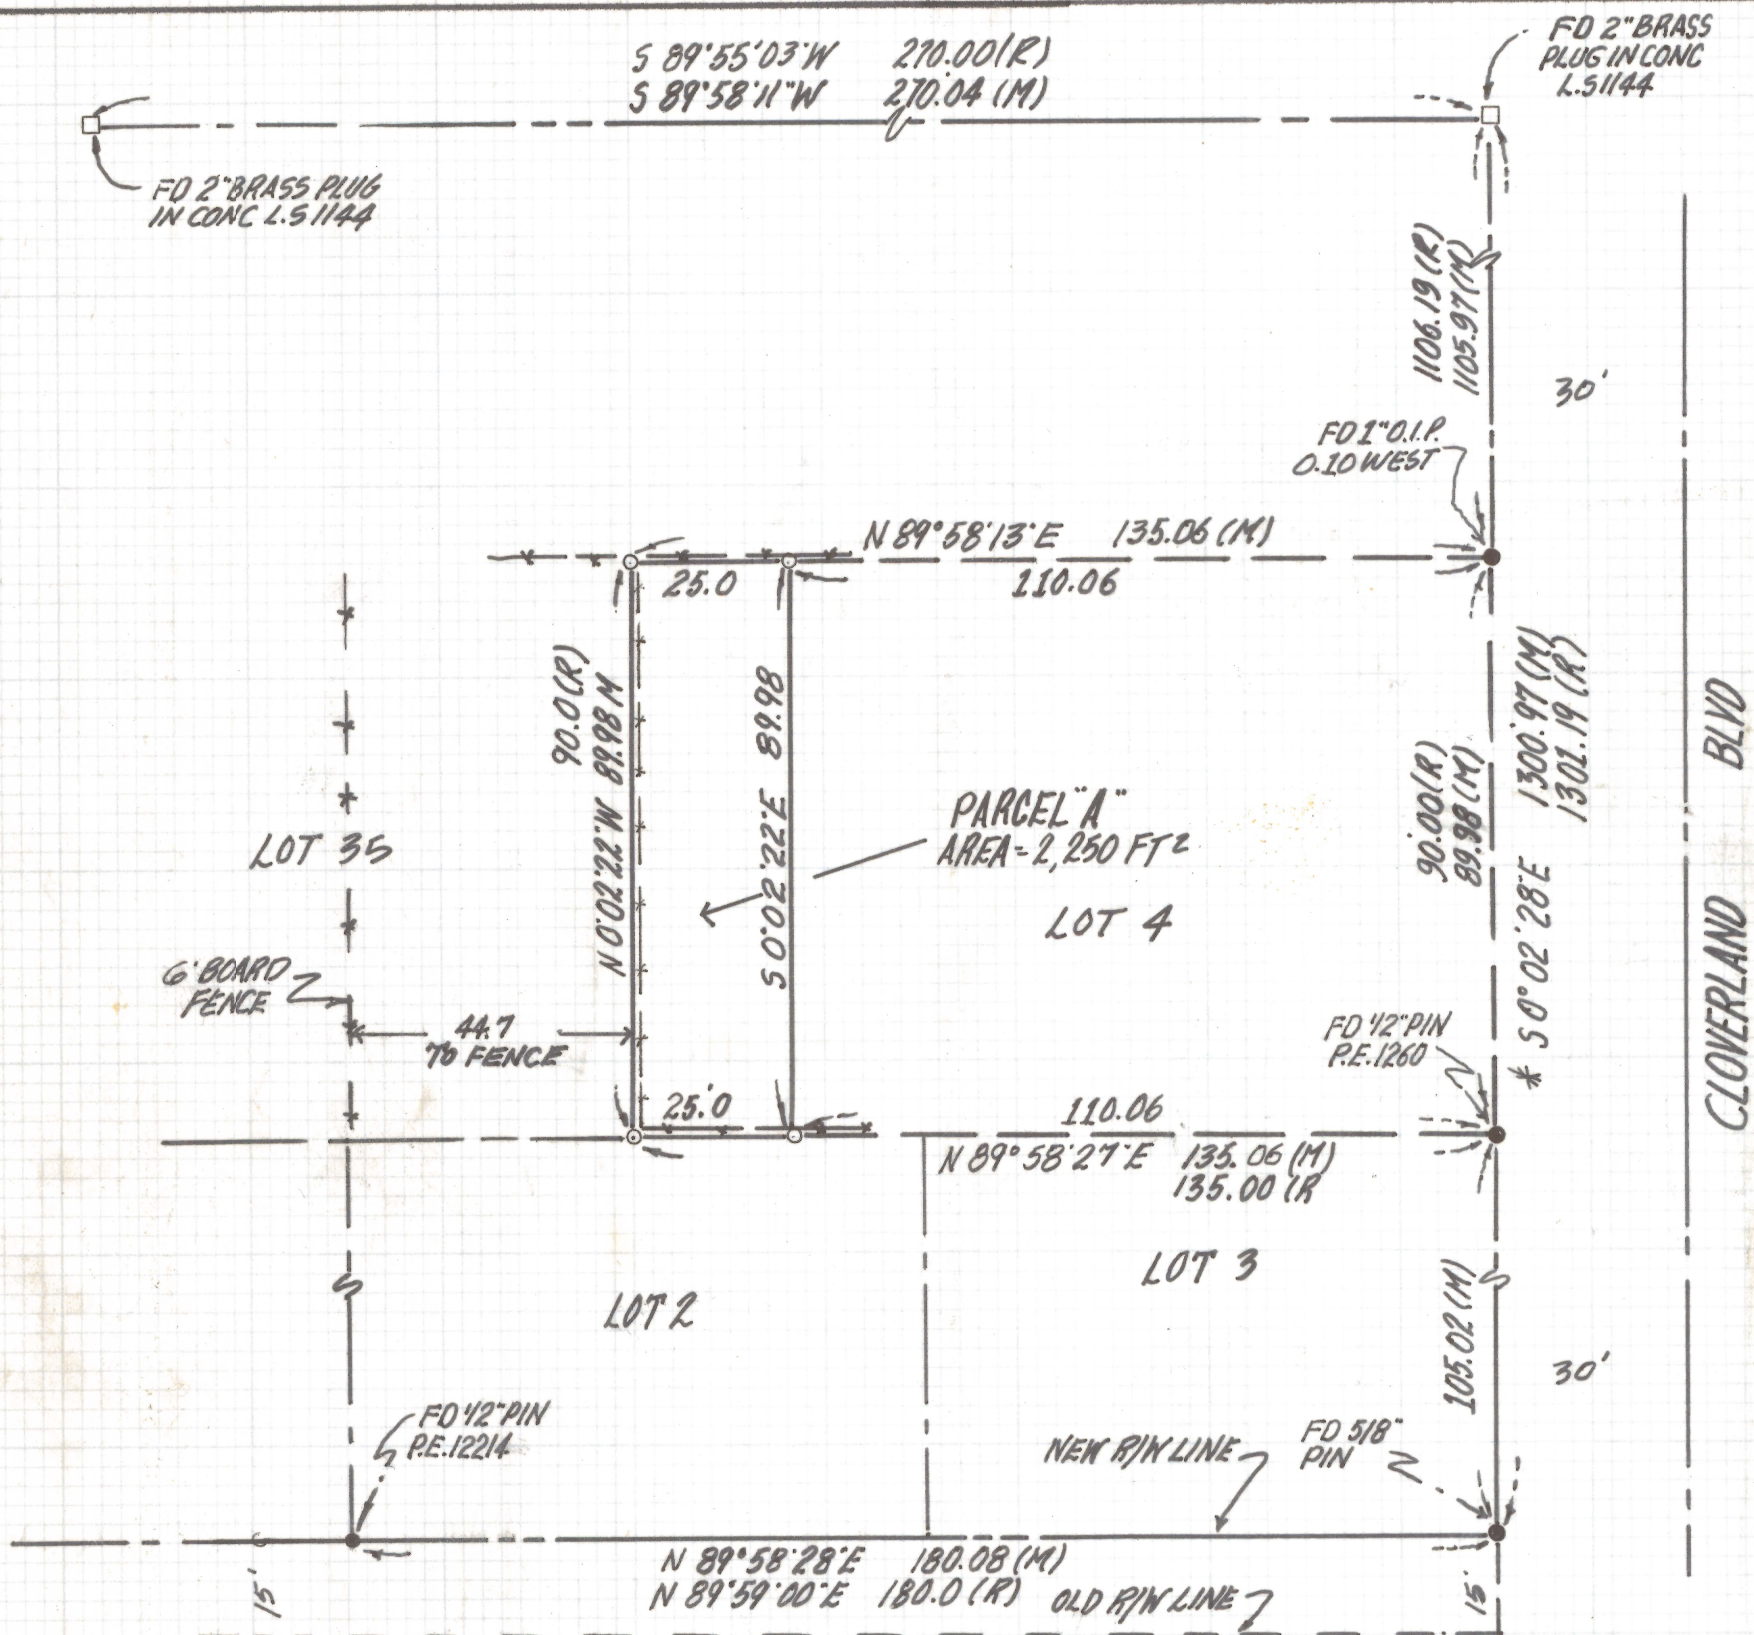 S 89°55'03"W 270.00 (R)
S 89°58'11"W 270.04 (M)
FD 2" BRASS
PLUG IN CONC
L.S 1144
FD 2" BRASS PLUG
IN CONC L.S 1144
1106.19 (R)
1105.97 (M)
30'
FD 1" O.I.P.
0.10 WEST
N 89°58'13"E 135.06 (M)
25.0
110.06
90.0 (R)
N 0°02'22"W 89.98 M
S 0°02'22"E 89.98
PARCEL "A"
AREA = 2,250 FT2
LOT 4
LOT 35
90.00 (R)
89.98 (M)
* S 0°02'28"E 1300.97 (M)
1301.19 (R)
CLOVERLAND BLVD
6' BOARD
FENCE
44.7
TO FENCE
FD 1/2" PIN
P.E. 1260
25.0
110.06
N 89°58'27"E 135.06 (M)
135.00 (R
LOT 3
LOT 2
105.02 (M)
30'
FD 1/2" PIN
P.E. 12214
NEW R/W LINE
FD 5/8"
PIN
N 89°58'28"E 180.08 (M)
N 89°59'00"E 180.0 (R)
OLD R/W LINE
15'
15'